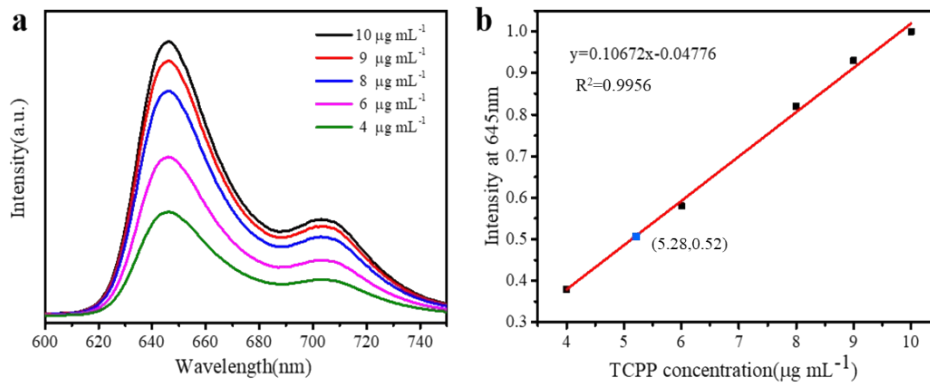 a
10 µg mL⁻¹
9 µg mL⁻¹
8 µg mL⁻¹
6 µg mL⁻¹
4 µg mL⁻¹
Intensity(a.u.)
600 620 640 660 680 700 720 740
Wavelength(nm)
b
y=0.10672x-0.04776
R²=0.9956
(5.28,0.52)
Intensity at 645nm
1.0
0.9
0.8
0.7
0.6
0.5
0.4
0.3
4 5 6 7 8 9 10
TCPP concentration(µg mL⁻¹)